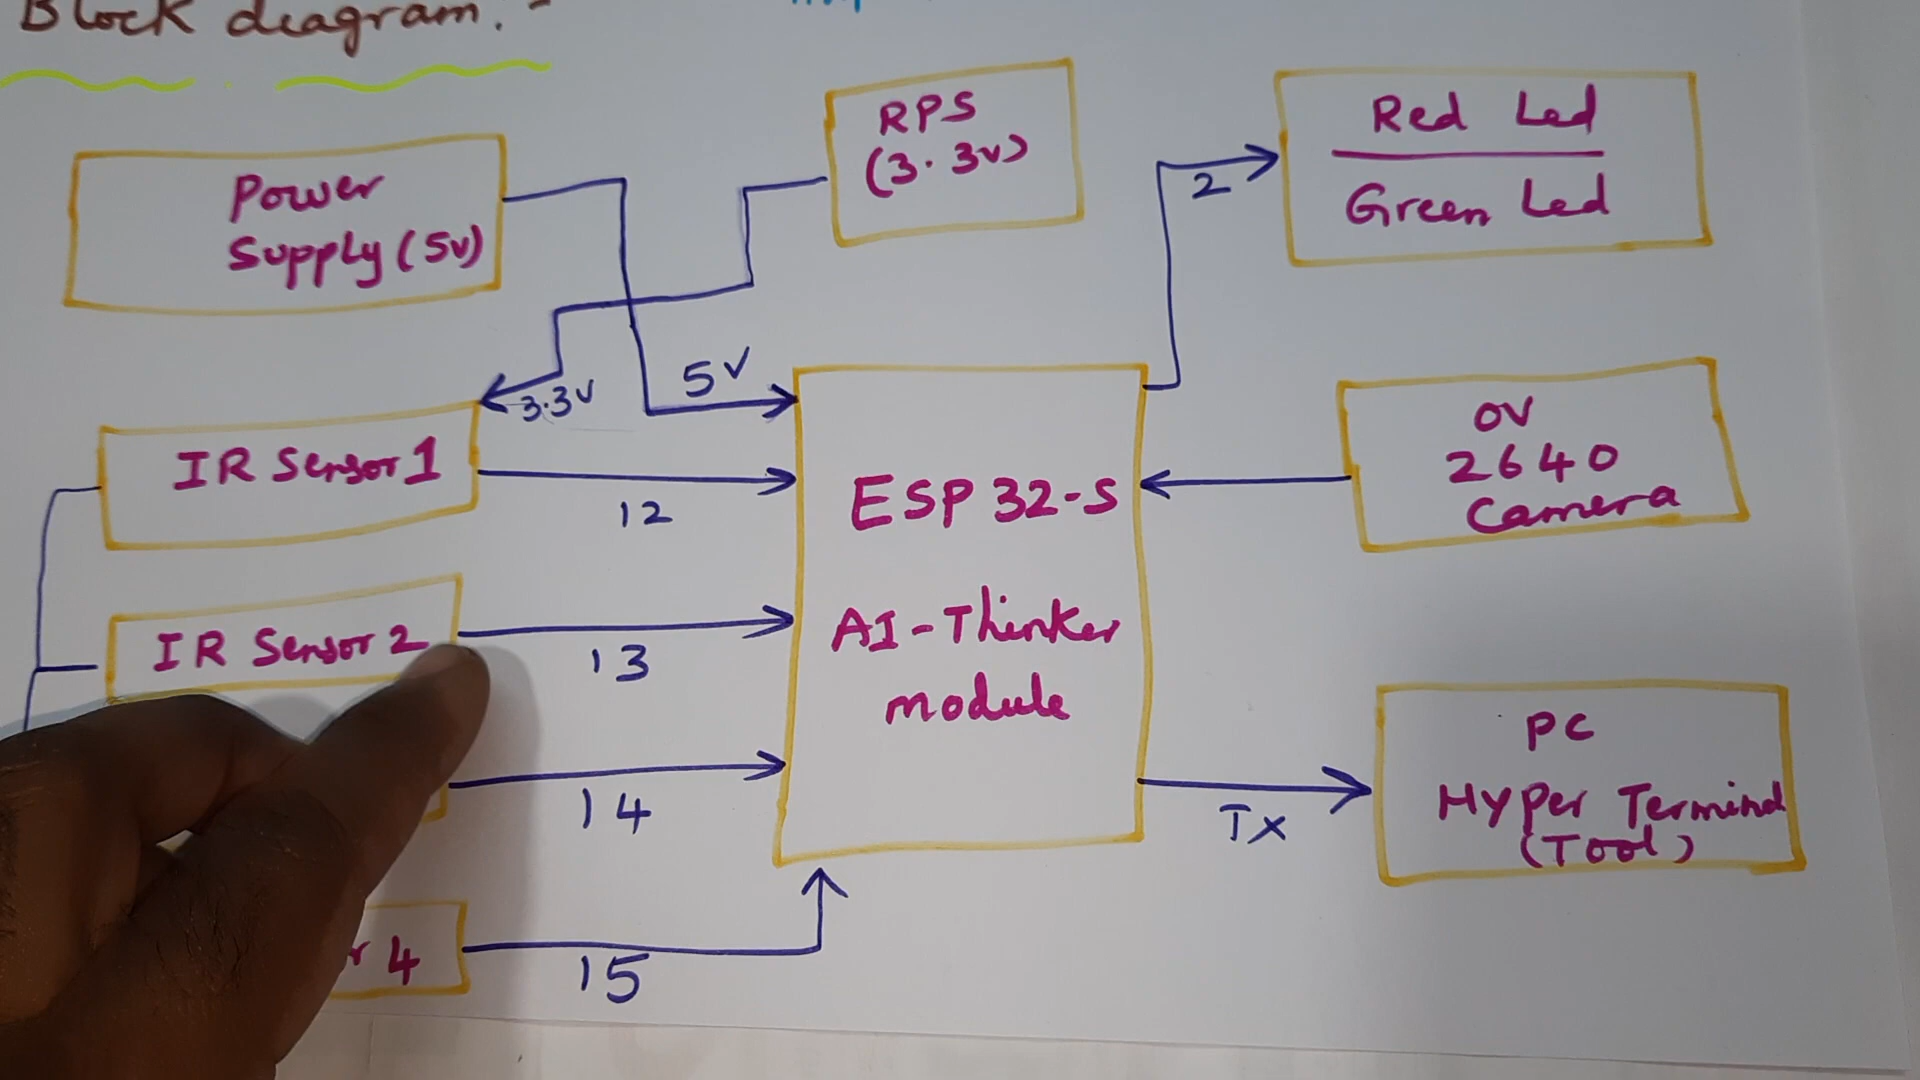 Block diagram. -
Power
Supply (5v)
RPS
(3.3v)
Red Led
Green Led
2
3.3v
5V
IR Sensor 1
12
ESP 32-S
AI-Thinker
module
OV
2640
Camera
IR Sensor 2
13
14
Tx
PC
Hyper Terminal
(Tool)
r 4
15